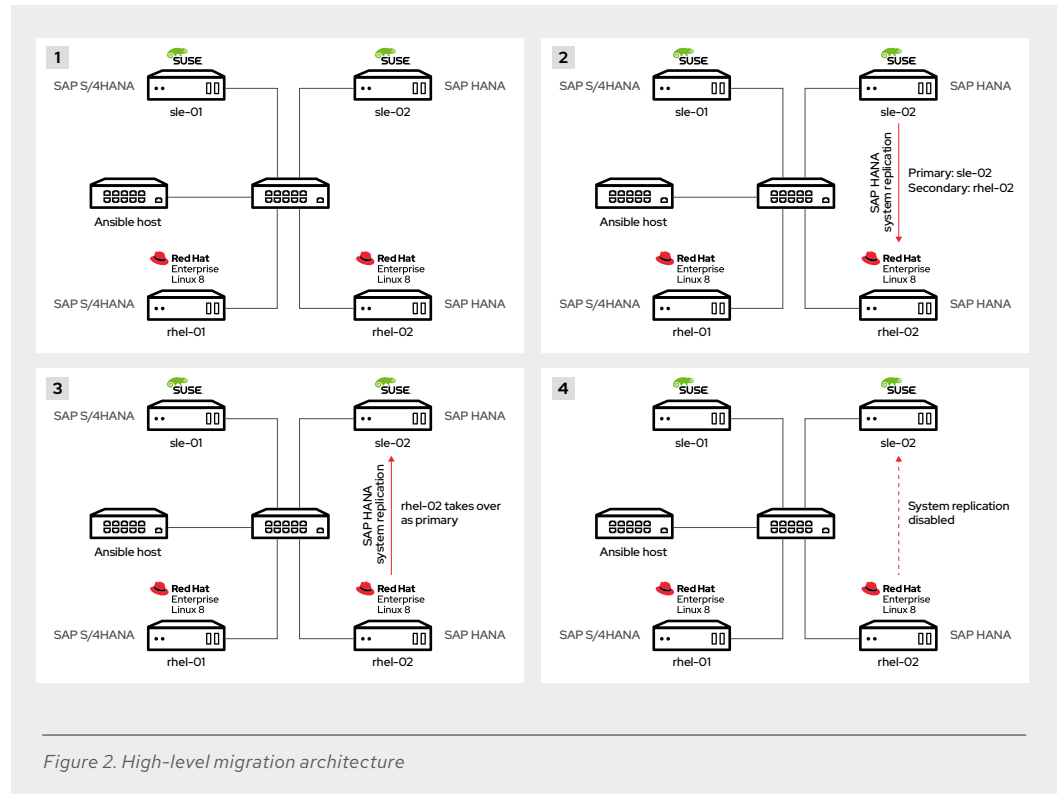 1
SUSE
SUSE
SAP S/4HANA
SAP HANA
sle-01
sle-02
Ansible host
Red Hat
Enterprise
Linux 8
Red Hat
Enterprise
Linux 8
SAP S/4HANA
SAP HANA
rhel-01
rhel-02
2
SUSE
SUSE
SAP S/4HANA
SAP HANA
sle-01
sle-02
SAP HANA
system replication
Primary: sle-02
Secondary: rhel-02
Ansible host
Red Hat
Enterprise
Linux 8
Red Hat
Enterprise
Linux 8
SAP S/4HANA
SAP HANA
rhel-01
rhel-02
3
SUSE
SUSE
SAP S/4HANA
SAP HANA
sle-01
sle-02
SAP HANA
system replication
rhel-02 takes over
as primary
Ansible host
Red Hat
Enterprise
Linux 8
Red Hat
Enterprise
Linux 8
SAP S/4HANA
SAP HANA
rhel-01
rhel-02
4
SUSE
SUSE
SAP S/4HANA
SAP HANA
sle-01
sle-02
System replication
disabled
Ansible host
Red Hat
Enterprise
Linux 8
Red Hat
Enterprise
Linux 8
SAP S/4HANA
SAP HANA
rhel-01
rhel-02
Figure 2. High-level migration architecture